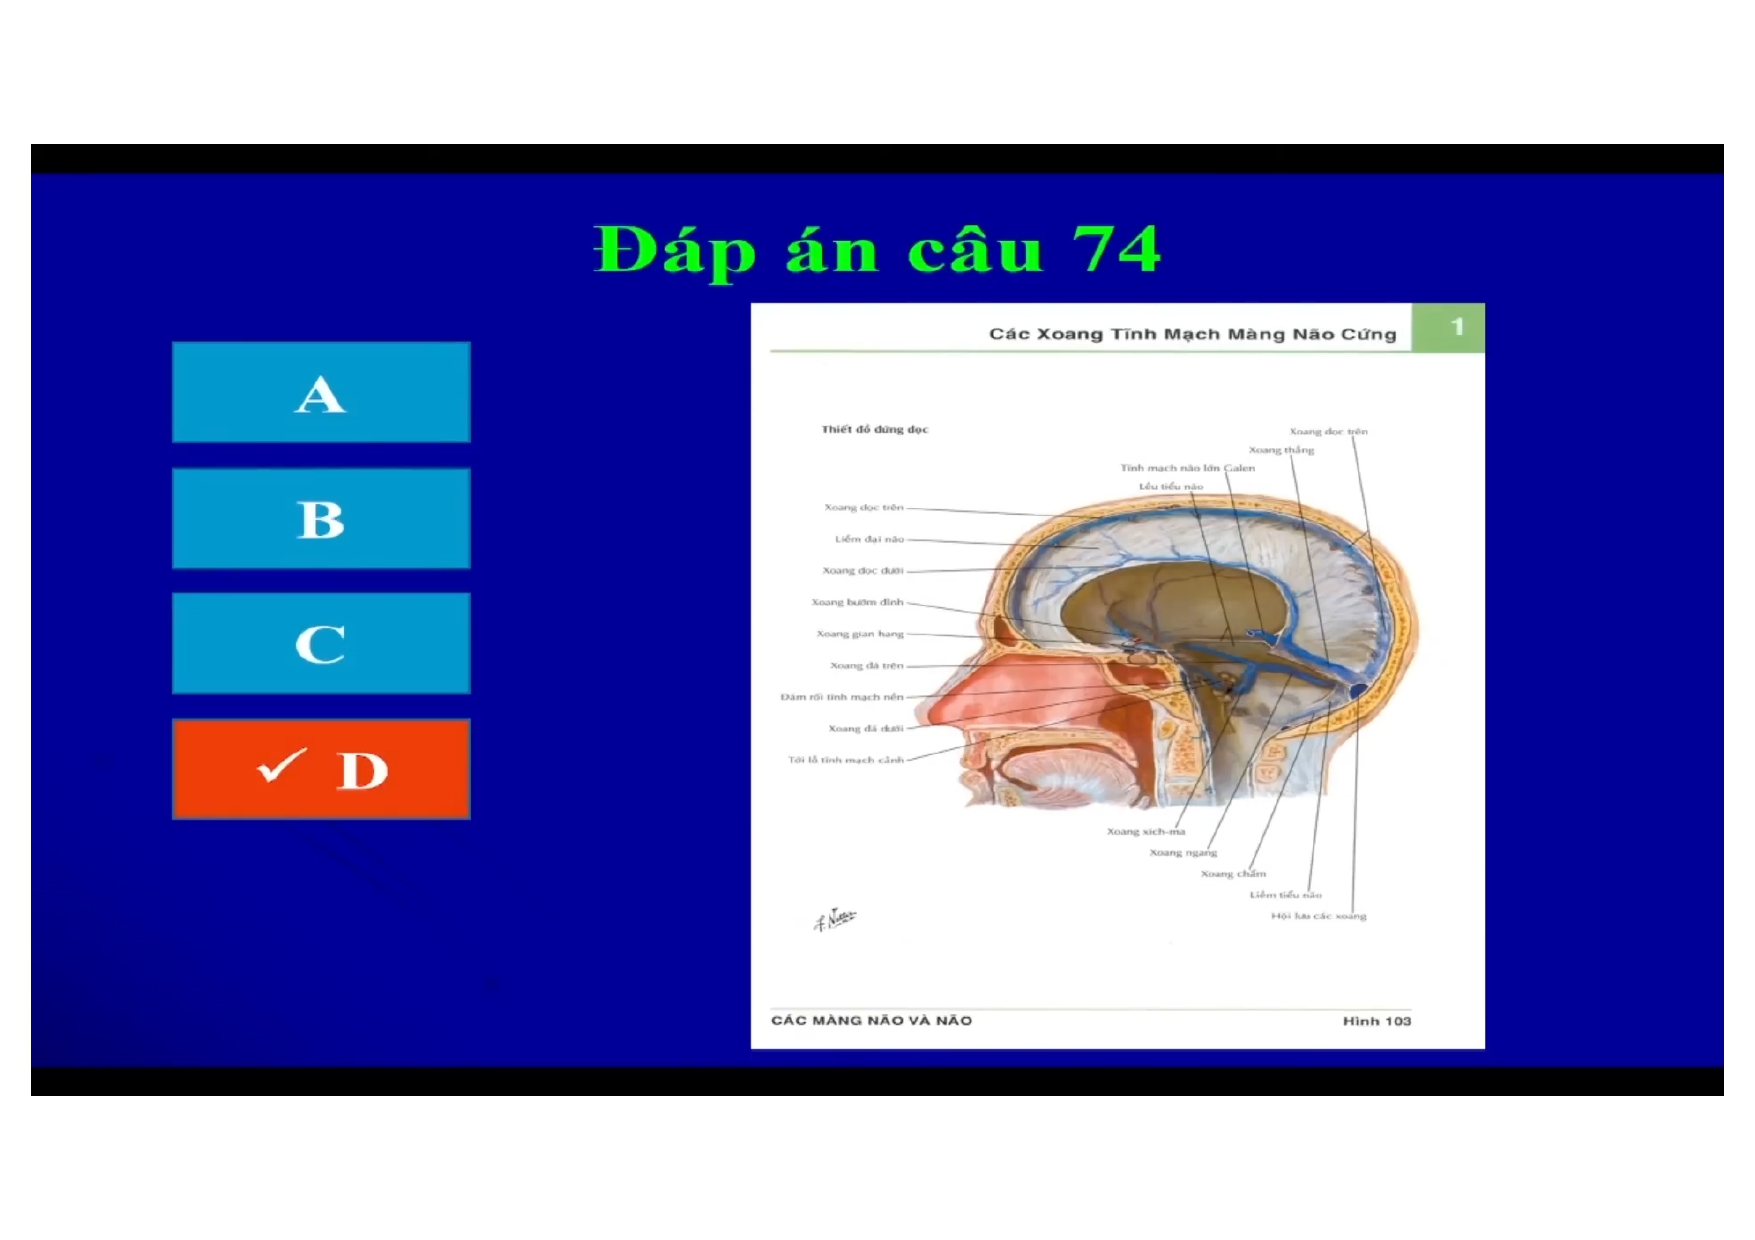 Đáp án câu 74
A
B
C
✓ D
Các Xoang Tĩnh Mạch Màng Não Cứng
1
Thiết đồ đứng dọc
Xoang dọc trên
Xoang thẳng
Tĩnh mạch não lớn Galen
Lều tiểu não
Xoang dọc trên
Liềm đại não
Xoang dọc dưới
Xoang bướm đỉnh
Xoang gian hang
Xoang đá trên
Đám rối tĩnh mạch nền
Xoang đá dưới
Tới lỗ tĩnh mạch cảnh
Xoang xích-ma
Xoang ngang
Xoang chẩm
Liềm tiểu não
Hội lưu các xoang
F. Netter
CÁC MÀNG NÃO VÀ NÃO
Hình 103